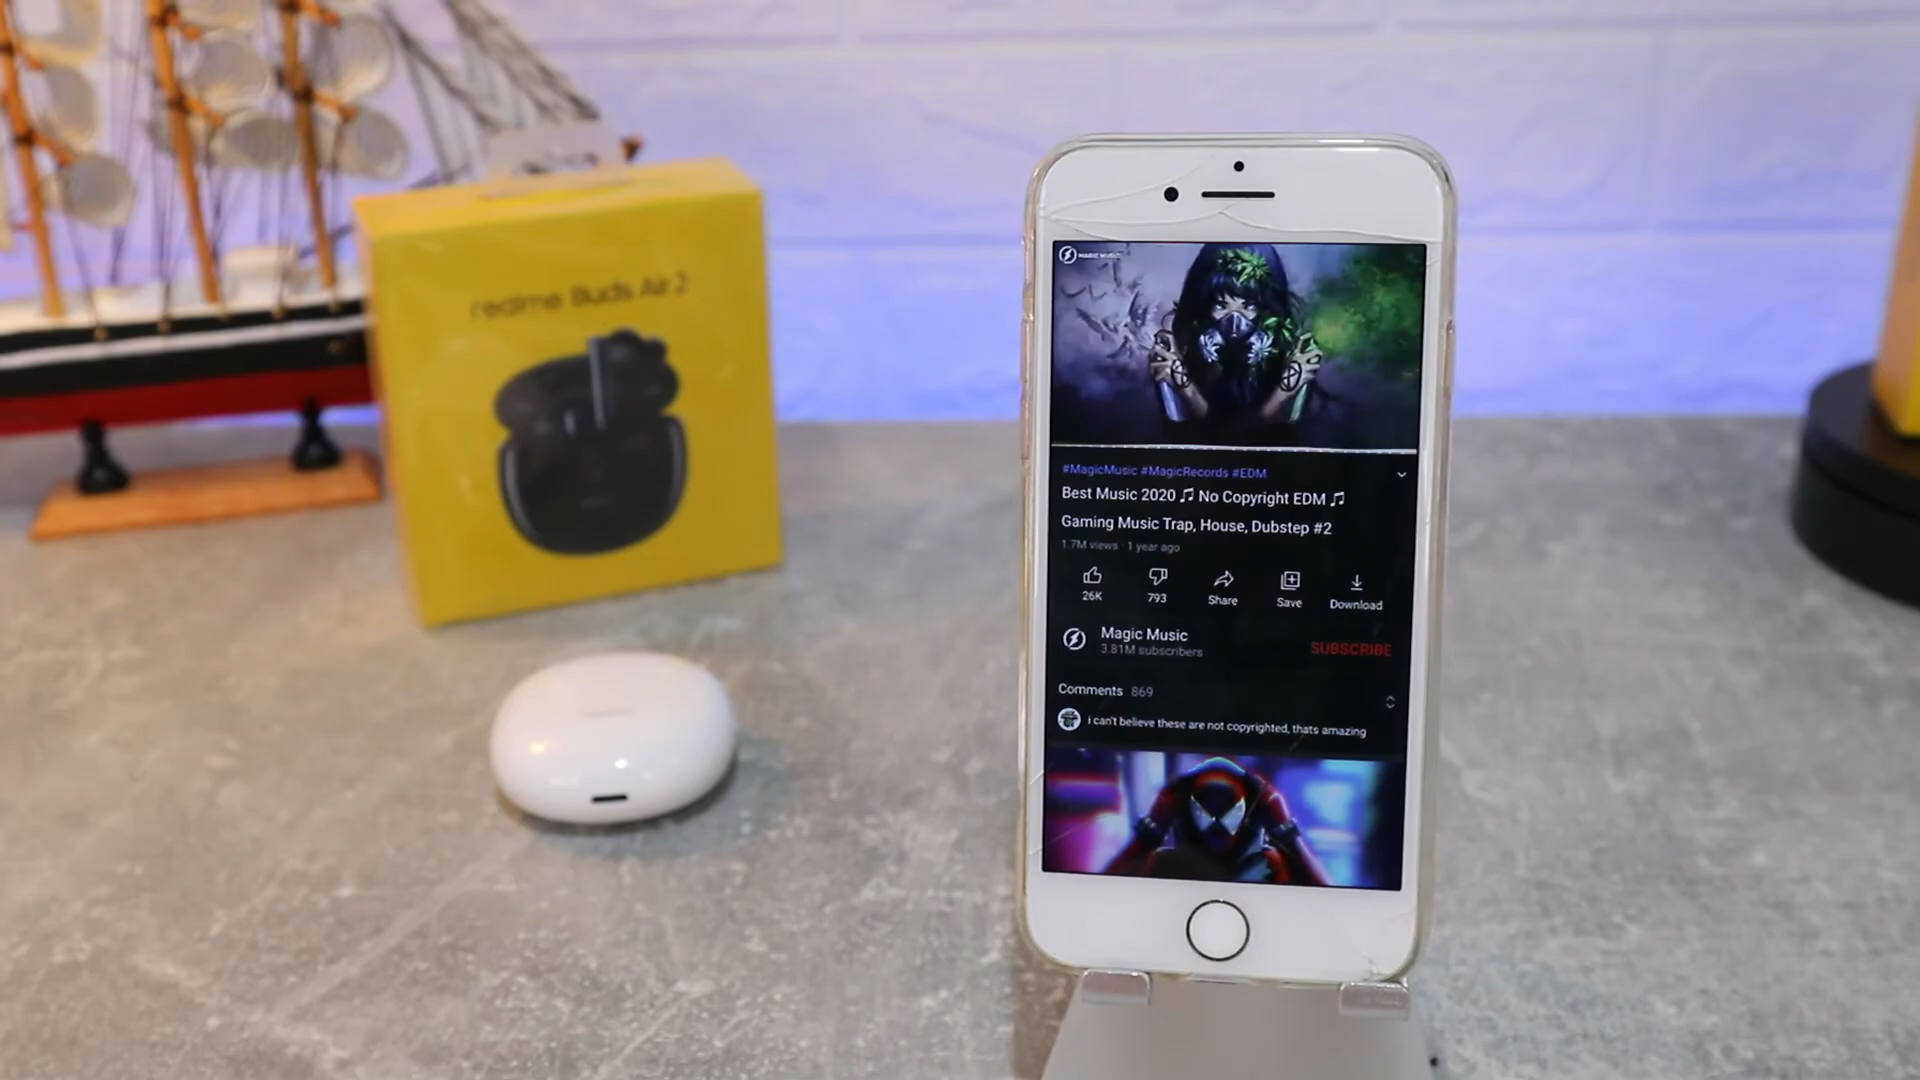 realme Buds Air 2
MAGIC MUSIC
#MagicMusic #MagicRecords #EDM
Best Music 2020 🎵 No Copyright EDM 🎵
Gaming Music Trap, House, Dubstep #2
1.7M views · 1 year ago
26K
793
Share
Save
Download
Magic Music
3.81M subscribers
SUBSCRIBE
Comments 869
i can't believe these are not copyrighted, thats amazing